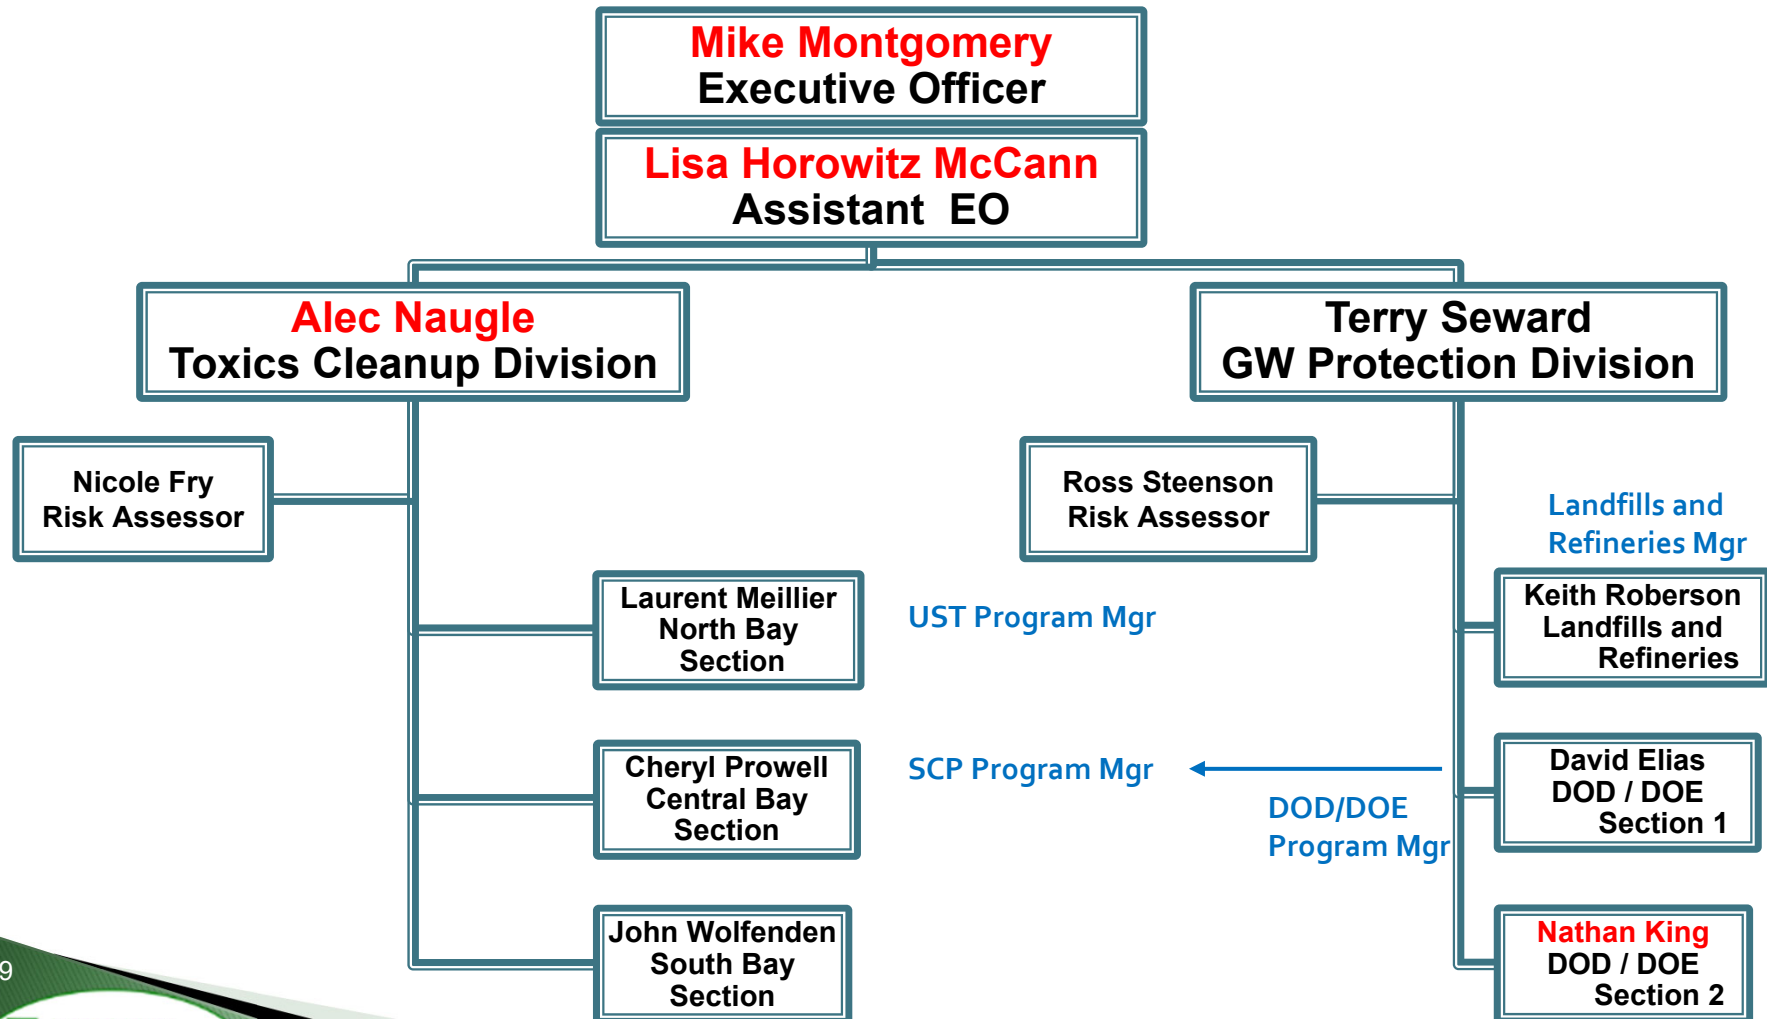 Mike Montgomery
Executive Officer
Lisa Horowitz McCann
Assistant EO
Alec Naugle
Toxics Cleanup Division
Terry Seward
GW Protection Division
Nicole Fry
Risk Assessor
Ross Steenson
Risk Assessor
Landfills and
Refineries Mgr
Laurent Meillier
North Bay
Section
UST Program Mgr
Keith Roberson
Landfills and
Refineries
Cheryl Prowell
Central Bay
Section
SCP Program Mgr
DOD/DOE
Program Mgr
David Elias
DOD / DOE
Section 1
John Wolfenden
South Bay
Section
Nathan King
DOD / DOE
Section 2
9